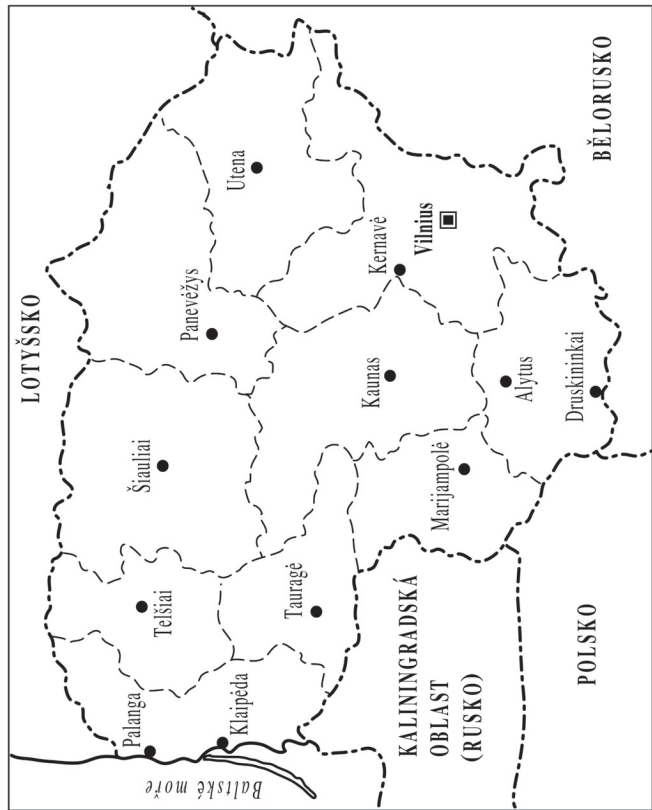 LOTYŠSKO
Palanga
Telšiai
Šiauliai
Panevėžys
Utena
Klaipėda
Baltské moře
Tauragė
Kaunas
Kernavė
Vilnius
Marijampolė
Alytus
Druskininkai
KALININGRADSKÁ
OBLAST
(RUSKO)
POLSKO
BĚLORUSKO